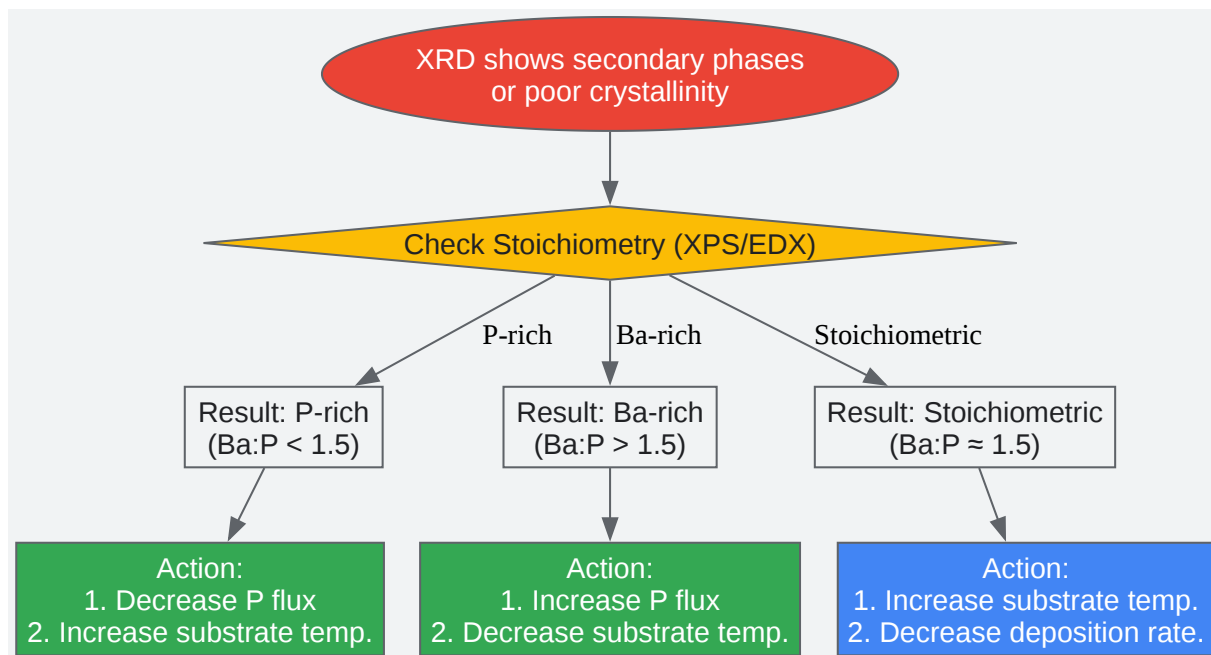 XRD shows secondary phases
or poor crystallinity
Check Stoichiometry (XPS/EDX)
P-rich
Ba-rich
Stoichiometric
Result: P-rich
(Ba:P < 1.5)
Result: Ba-rich
(Ba:P > 1.5)
Result: Stoichiometric
(Ba:P ≈ 1.5)
Action:
1. Decrease P flux
2. Increase substrate temp.
Action:
1. Increase P flux
2. Decrease substrate temp.
Action:
1. Increase substrate temp.
2. Decrease deposition rate.